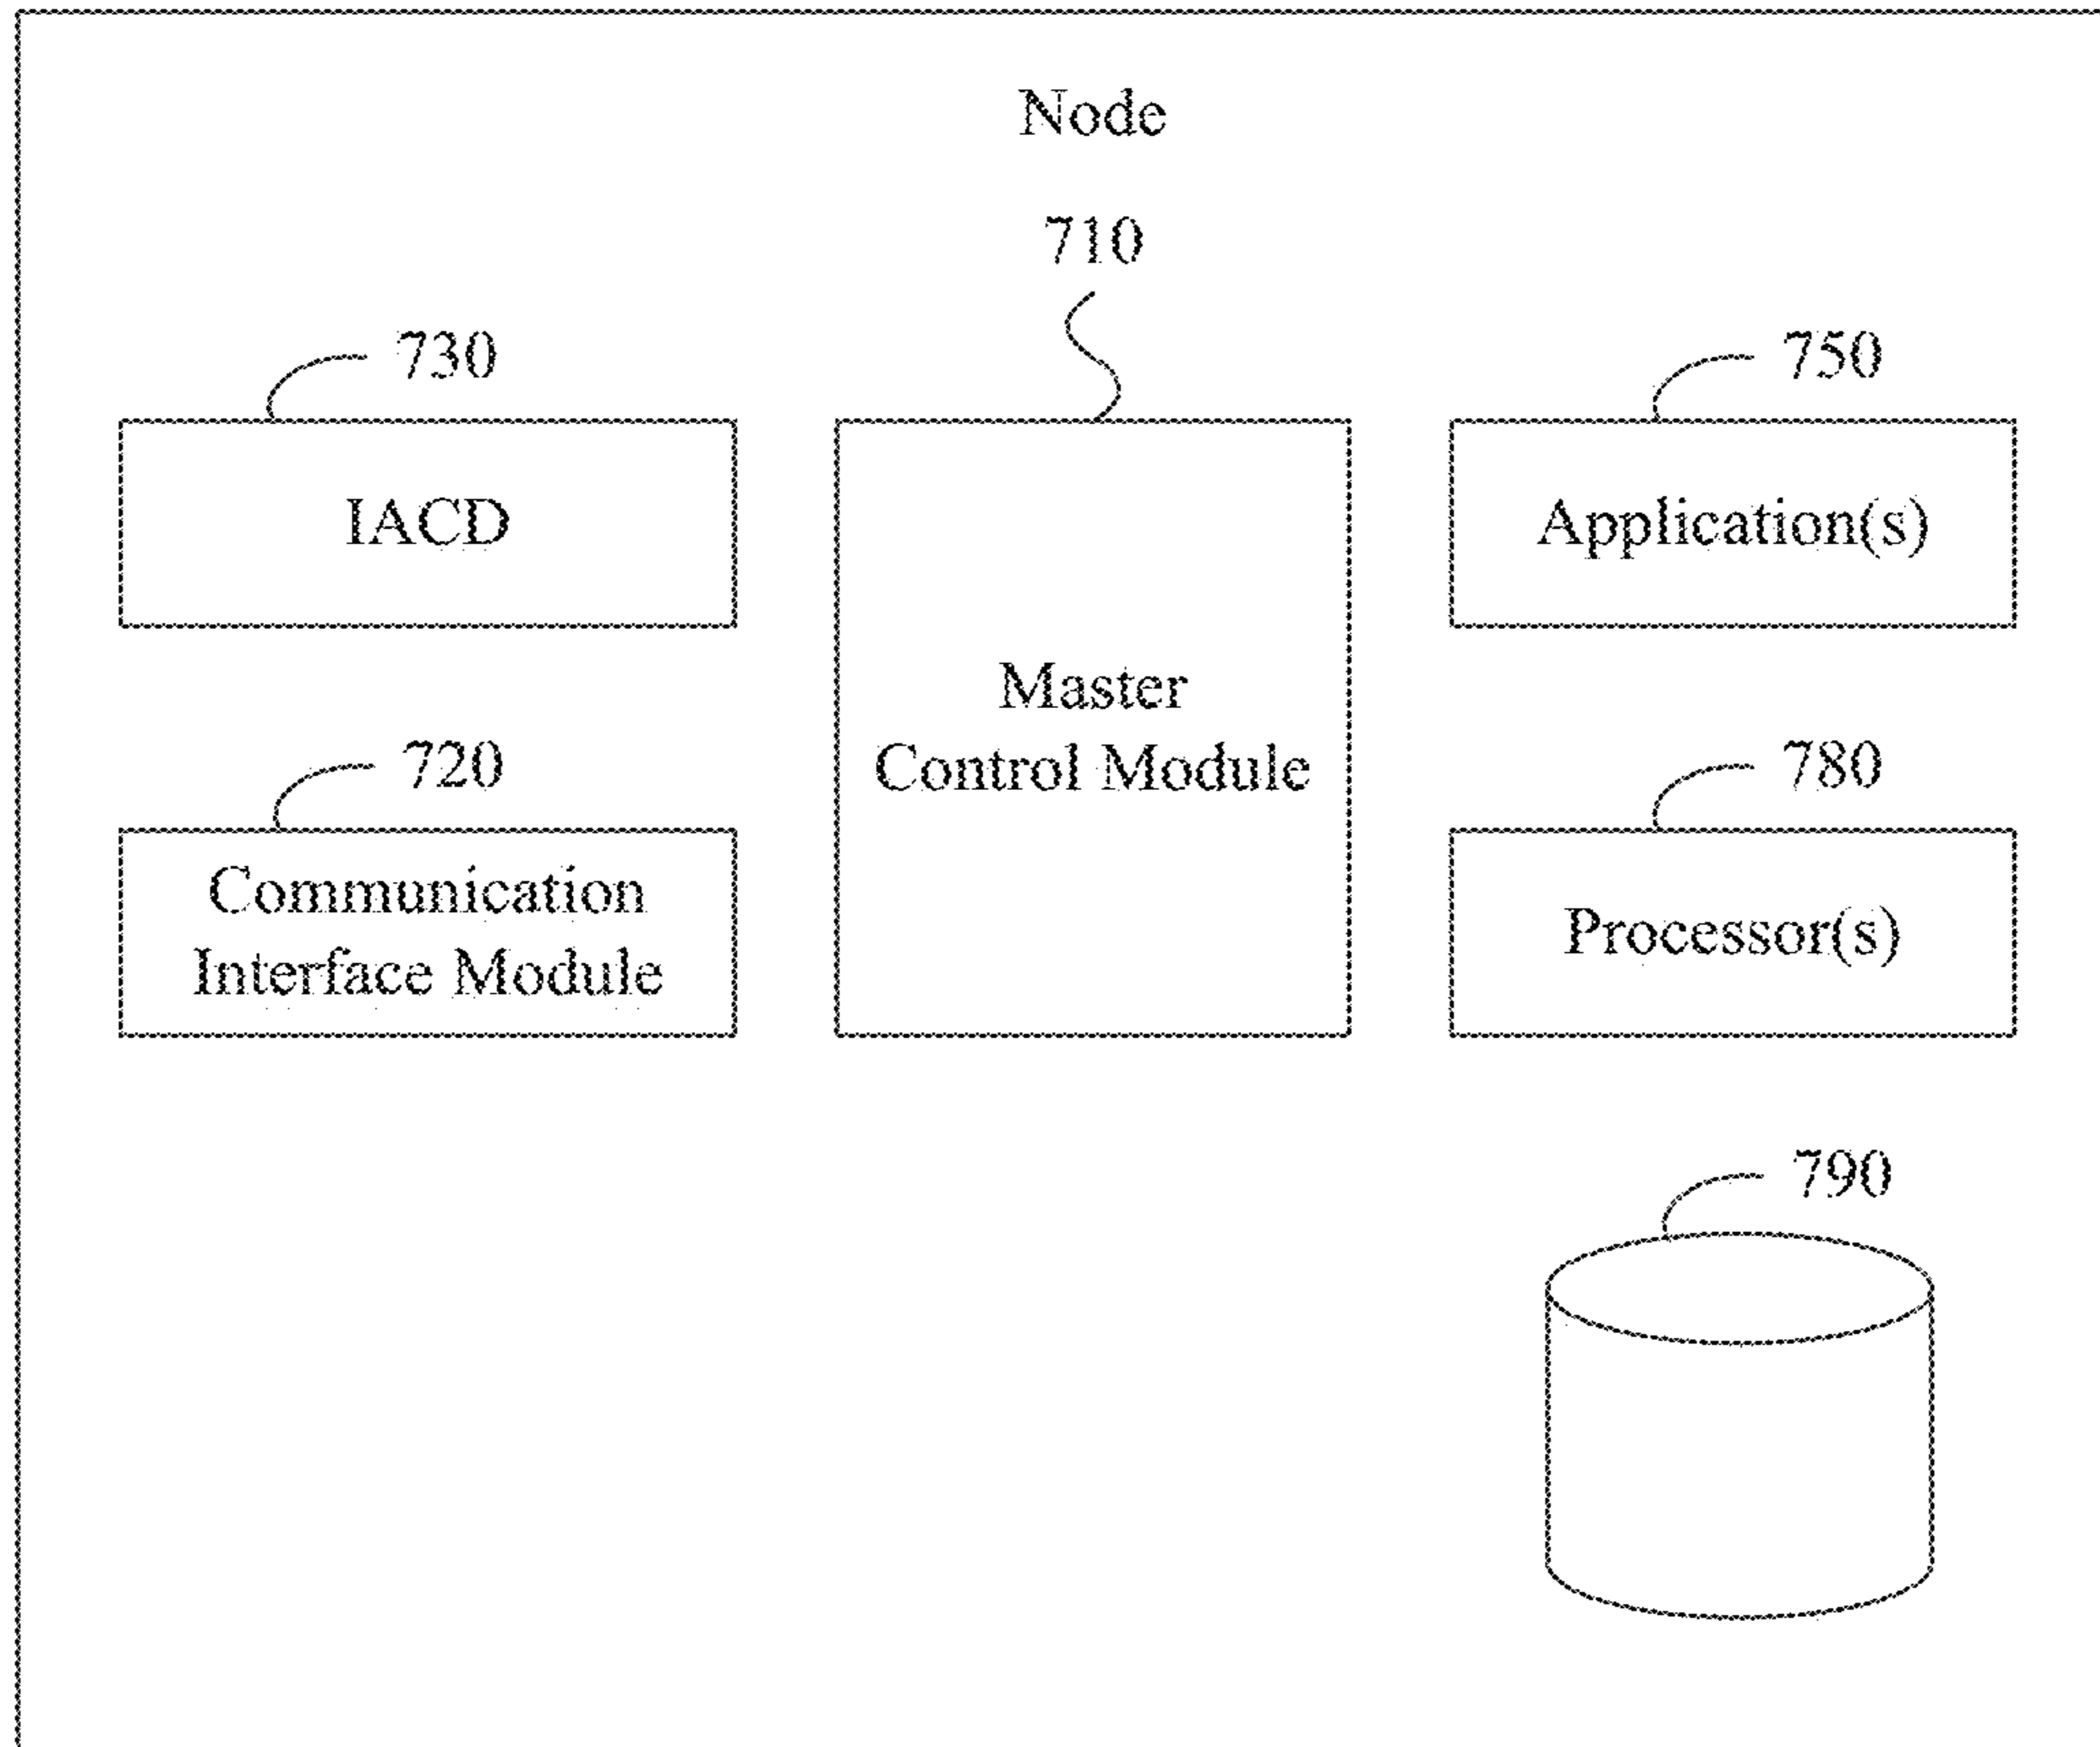 Node
710
730
750
IACD
Application(s)
Master
Control Module
720
780
Communication
Interface Module
Processor(s)
790